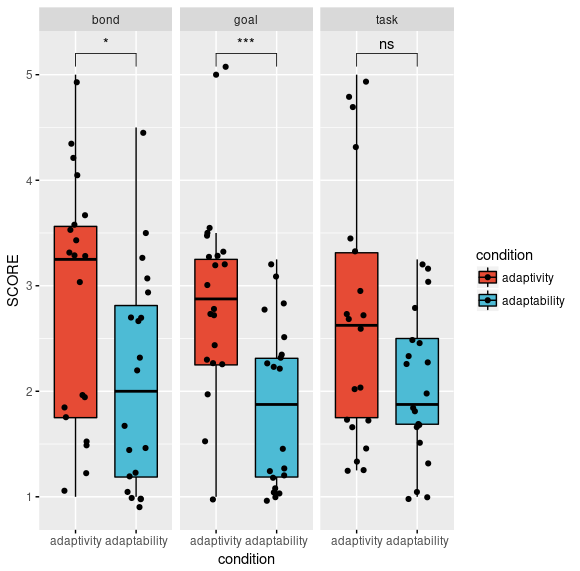 bond goal task
* *** ns
5
4
3
2
1
SCORE
adaptivity adaptability adaptivity adaptability adaptivity adaptability
condition
condition
adaptivity
adaptability